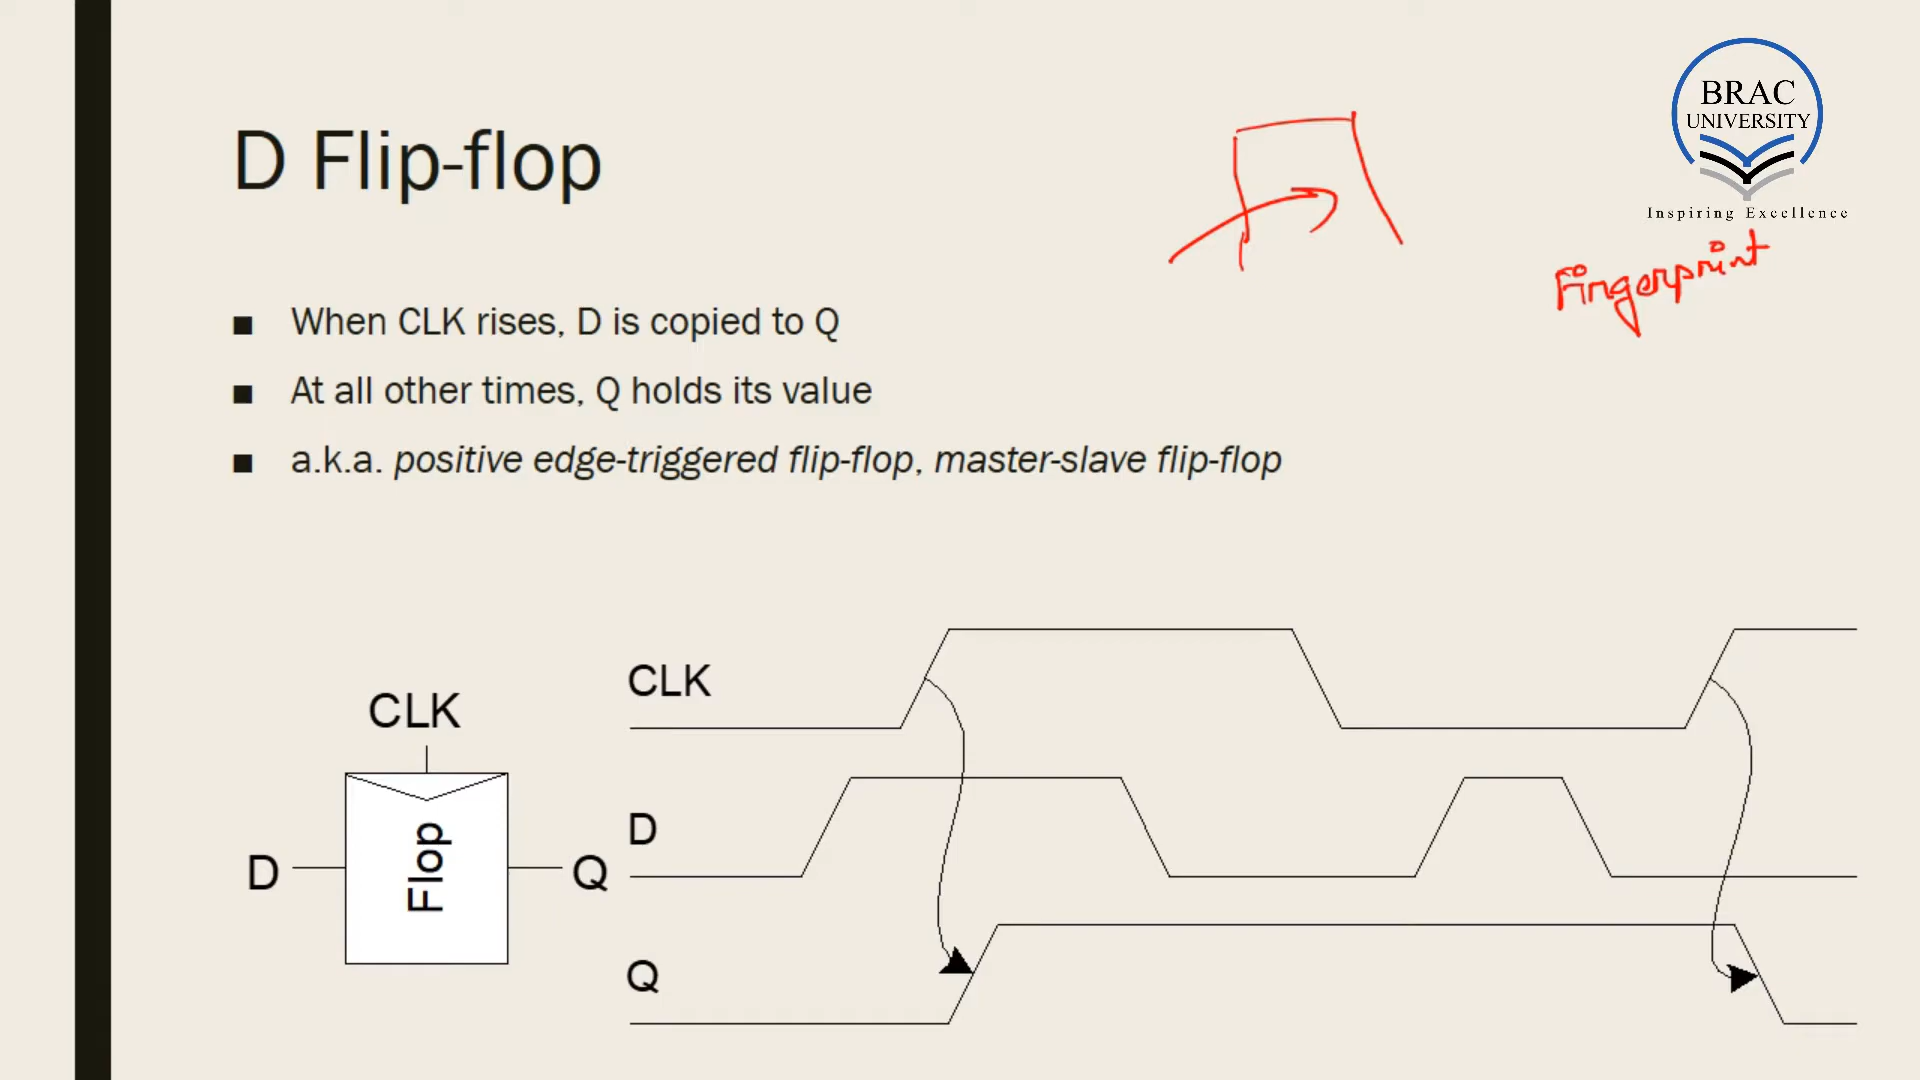 BRAC
UNIVERSITY
Inspiring Excellence
D Flip-flop
Fingerprint
■ When CLK rises, D is copied to Q
■ At all other times, Q holds its value
■ a.k.a. positive edge-triggered flip-flop, master-slave flip-flop
CLK
D
Flop
Q
CLK
D
Q